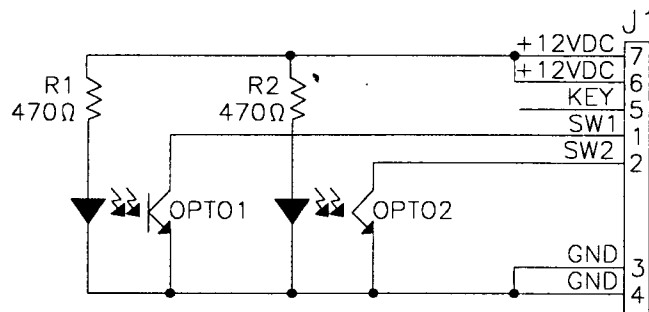 J1
+12VDC 7
+12VDC 6
KEY 5
SW1 1
SW2 2
GND 3
GND 4
R1
470Ω
R2
470Ω
OPTO1
OPTO2